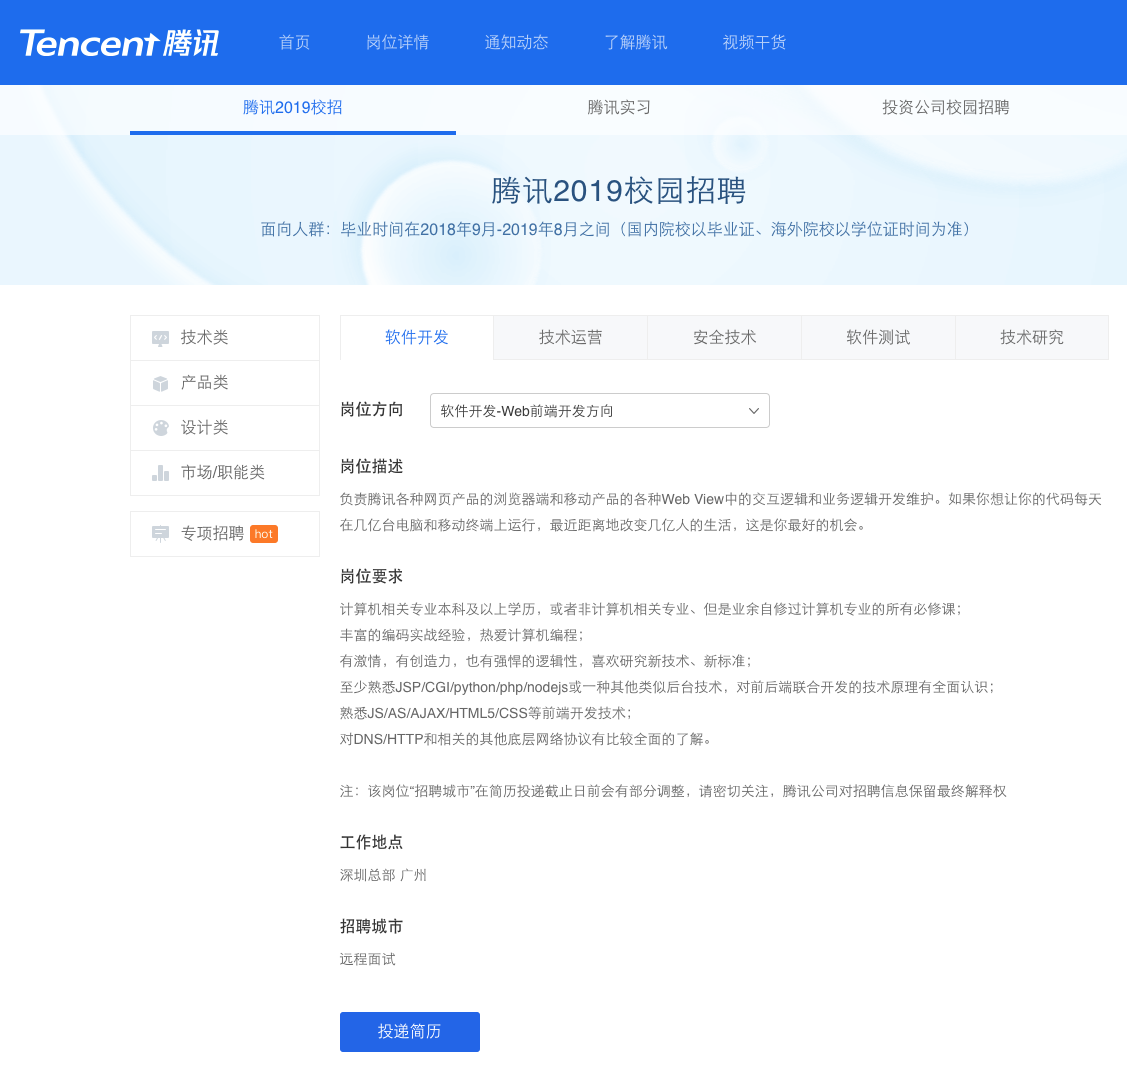 Tencent腾讯 首页 岗位详情 通知动态 了解腾讯 视频干货
腾讯2019校招 腾讯实习 投资公司校园招聘
腾讯2019校园招聘
面向人群：毕业时间在2018年9月-2019年8月之间（国内院校以毕业证、海外院校以学位证时间为准）
技术类
产品类
设计类
市场/职能类
专项招聘 hot
软件开发 技术运营 安全技术 软件测试 技术研究
岗位方向 软件开发-Web前端开发方向
岗位描述
负责腾讯各种网页产品的浏览器端和移动产品的各种Web View中的交互逻辑和业务逻辑开发维护。如果你想让你的代码每天
在几亿台电脑和移动终端上运行，最近距离地改变几亿人的生活，这是你最好的机会。
岗位要求
计算机相关专业本科及以上学历，或者非计算机相关专业、但是业余自修过计算机专业的所有必修课；
丰富的编码实战经验，热爱计算机编程；
有激情，有创造力，也有强悍的逻辑性，喜欢研究新技术、新标准；
至少熟悉JSP/CGI/python/php/nodejs或一种其他类似后台技术，对前后端联合开发的技术原理有全面认识；
熟悉JS/AS/AJAX/HTML5/CSS等前端开发技术；
对DNS/HTTP和相关的其他底层网络协议有比较全面的了解。
注：该岗位“招聘城市”在简历投递截止日前会有部分调整，请密切关注，腾讯公司对招聘信息保留最终解释权
工作地点
深圳总部 广州
招聘城市
远程面试
投递简历